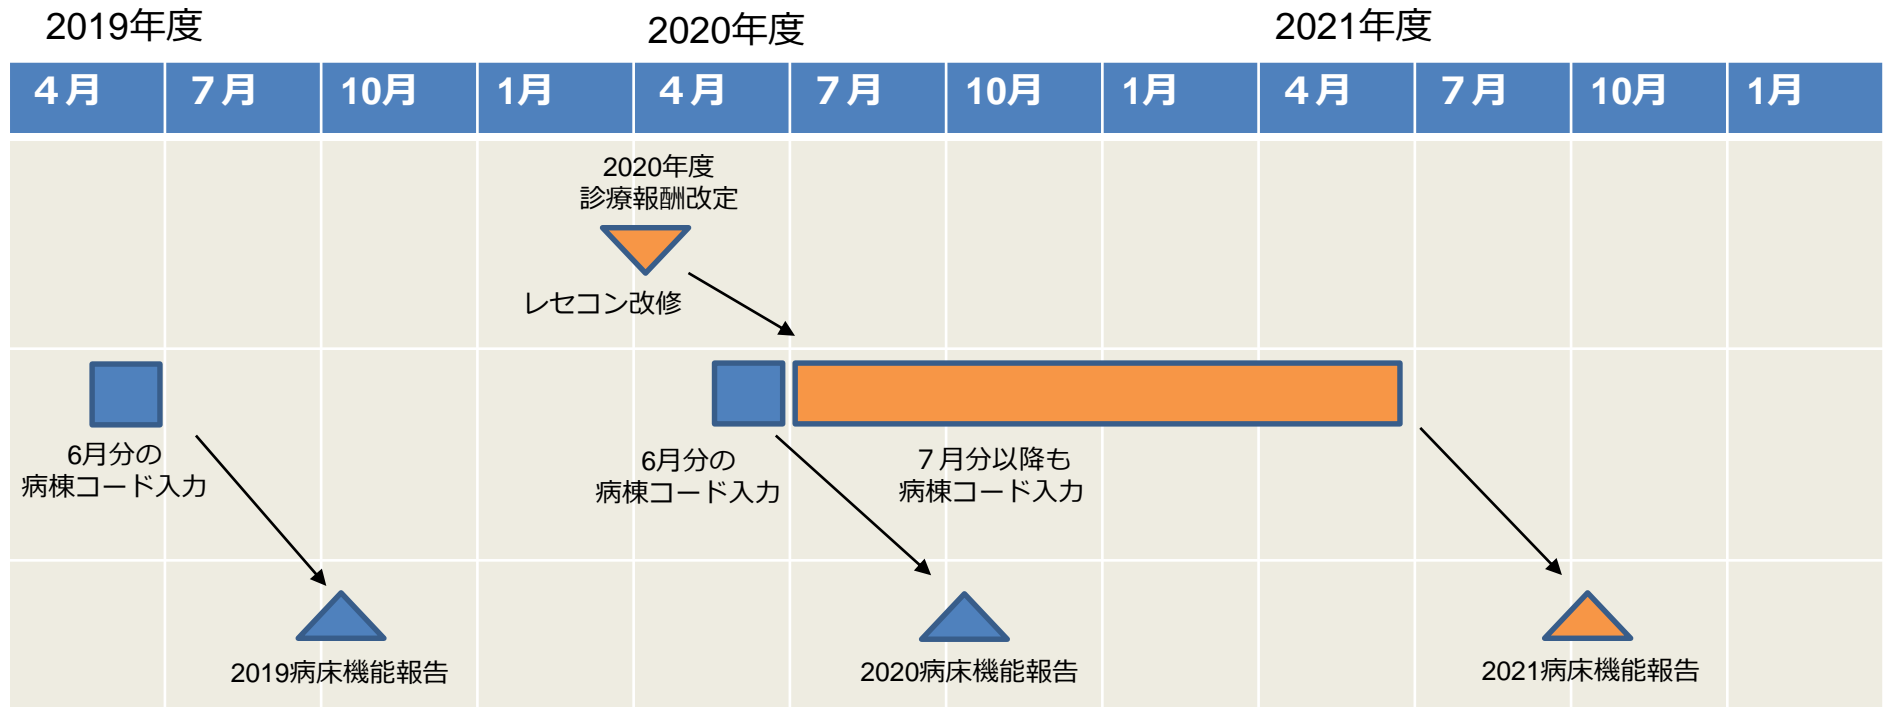 2019年度
2020年度
2021年度
４月 ７月 10月 1月 ４月 ７月 10月 1月 ４月 ７月 10月 1月
2020年度
診療報酬改定
レセコン改修
6月分の
病棟コード入力
6月分の
病棟コード入力
７月分以降も
病棟コード入力
2019病床機能報告
2020病床機能報告
2021病床機能報告